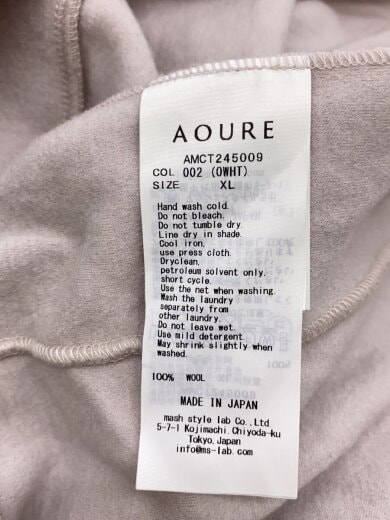 AOURE
AMCT245009
COL 002 (OWHT)
SIZE XL
Hand wash cold.
Do not bleach.
Do not tumble dry
Line dry in shade.
Cool iron,
use press cloth.
Dryclean,
petroleum solvent only.
short cycle.
Use the net when washing.
Wash the laundry
separately from
other laundry.
Do not leave wet.
Use mild detergent
May shrink slightly when
washed.
100% WOOL
MADE IN JAPAN
mash style lab Co.,Ltd
5-7-1 Kojimachi.Chiyoda-ku
Tokyo,Japan
info@ms-lab.com